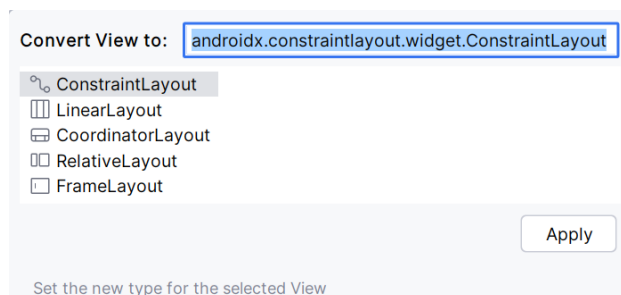 Convert View to: androidx.constraintlayout.widget.ConstraintLayout
ConstraintLayout
LinearLayout
CoordinatorLayout
RelativeLayout
FrameLayout
Apply
Set the new type for the selected View